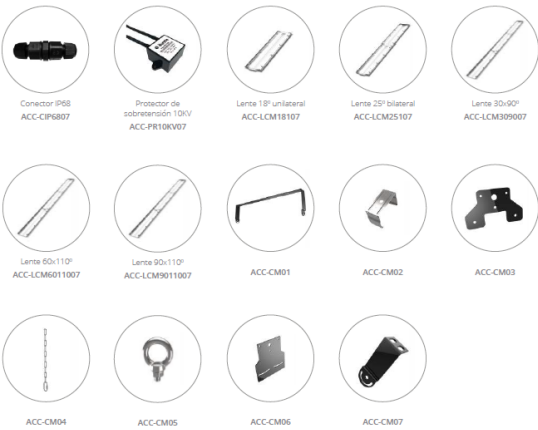 Conector IP68
ACC-CIP6807
Protector de
sobretensión 10KV
ACC-PR10KV07
Lente 18º unilateral
ACC-LCM18107
Lente 25º bilateral
ACC-LCM25107
Lente 30x90º
ACC-LCM309007
Lente 60x110º
ACC-LCM6011007
Lente 90x110º
ACC-LCM9011007
ACC-CM01
ACC-CM02
ACC-CM03
ACC-CM04
ACC-CM05
ACC-CM06
ACC-CM07